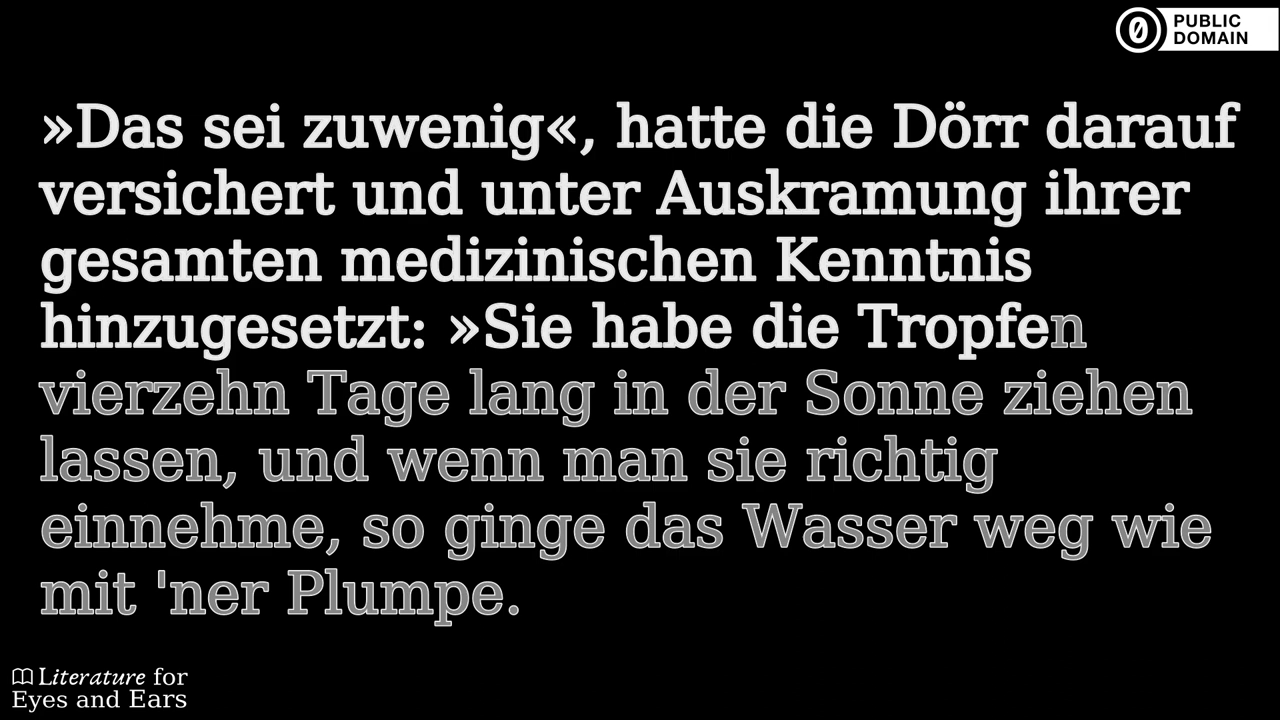 PUBLIC
DOMAIN
»Das sei zuwenig«, hatte die Dörr darauf
versichert und unter Auskramung ihrer
gesamten medizinischen Kenntnis
hinzugesetzt: »Sie habe die Tropfen
vierzehn Tage lang in der Sonne ziehen
lassen, und wenn man sie richtig
einnehme, so ginge das Wasser weg wie
mit 'ner Plumpe.
Literature for
Eyes and Ears